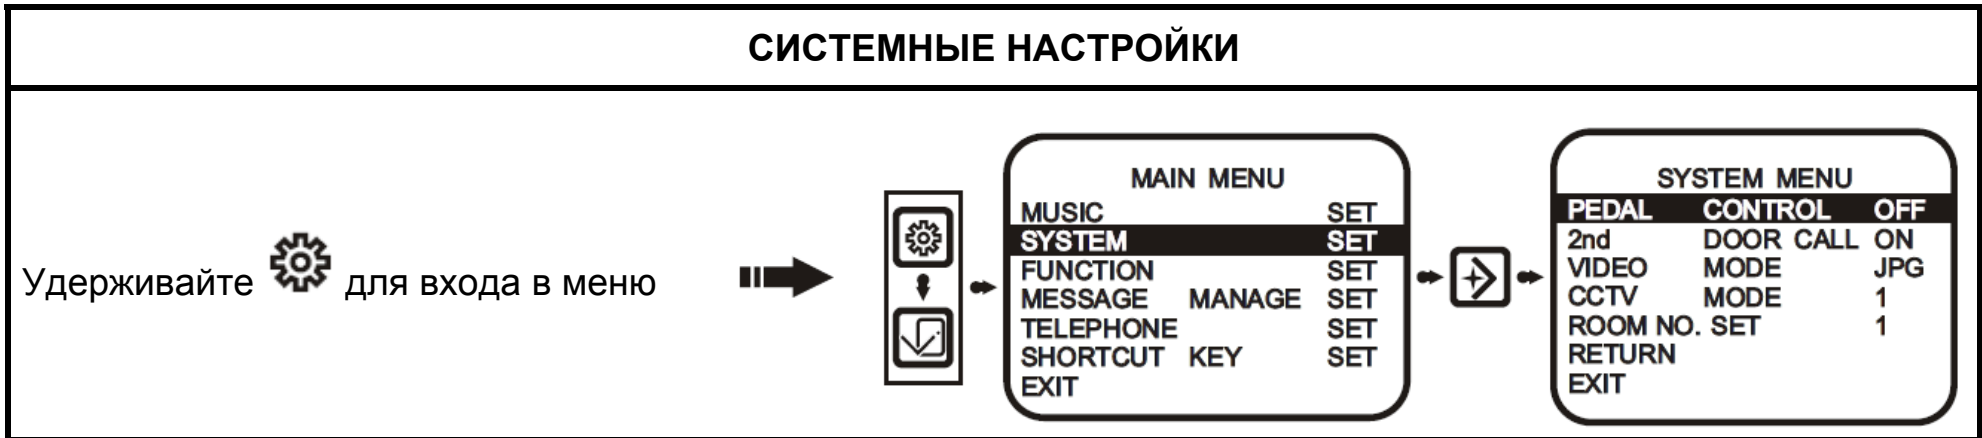 СИСТЕМНЫЕ НАСТРОЙКИ
Удерживайте для входа в меню
MAIN MENU
MUSIC SET
SYSTEM SET
FUNCTION SET
MESSAGE MANAGE SET
TELEPHONE SET
SHORTCUT KEY SET
EXIT
SYSTEM MENU
PEDAL CONTROL OFF
2nd DOOR CALL ON
VIDEO MODE JPG
CCTV MODE 1
ROOM NO. SET 1
RETURN
EXIT